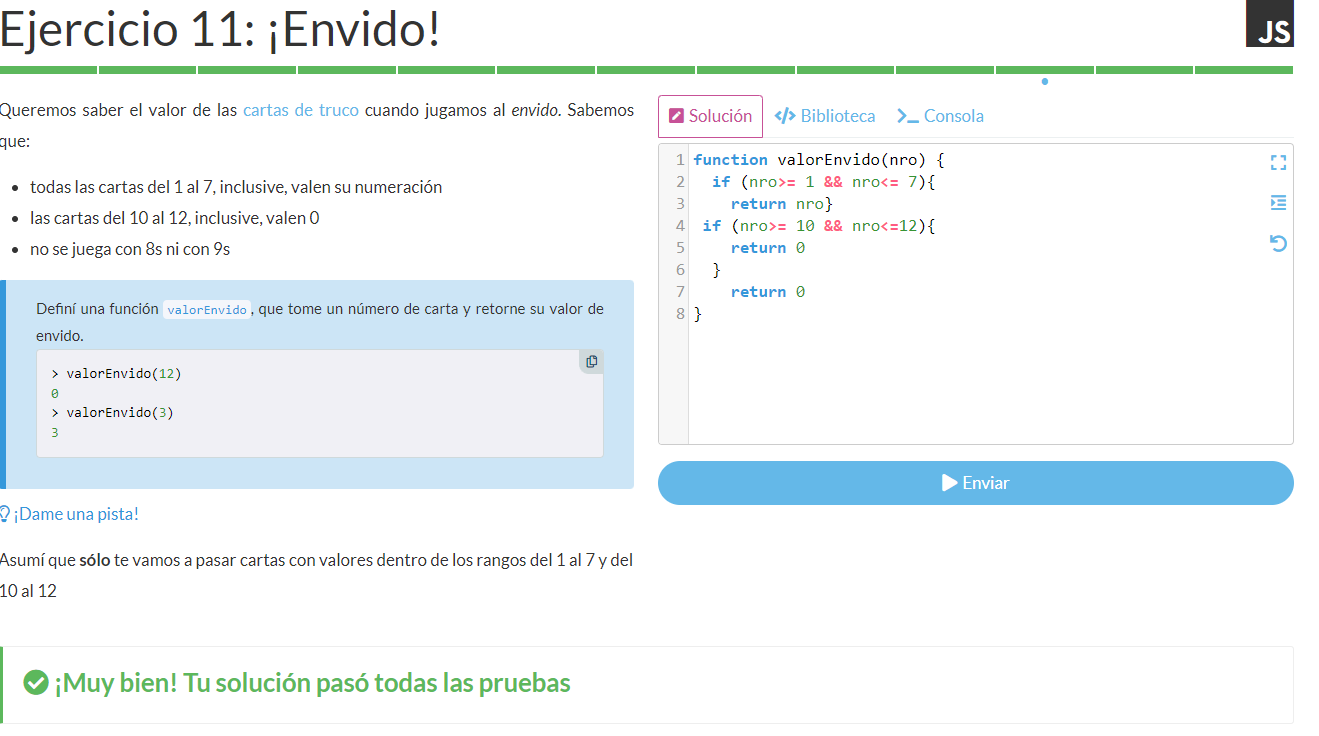 Ejercicio 11: ¡Envido!
JS
Queremos saber el valor de las cartas de truco cuando jugamos al envido. Sabemos
que:
todas las cartas del 1 al 7, inclusive, valen su numeración
las cartas del 10 al 12, inclusive, valen 0
no se juega con 8s ni con 9s
Definí una función valorEnvido, que tome un número de carta y retorne su valor de
envido.
> valorEnvido(12)
0
> valorEnvido(3)
3
¡Dame una pista!
Asumí que sólo te vamos a pasar cartas con valores dentro de los rangos del 1 al 7 y del
10 al 12
Solución </> Biblioteca >_ Consola
1 function valorEnvido(nro) {
2   if (nro>= 1 && nro<= 7){
3     return nro}
4  if (nro>= 10 && nro<=12){
5     return 0
6   }
7     return 0
8 }
Enviar
¡Muy bien! Tu solución pasó todas las pruebas